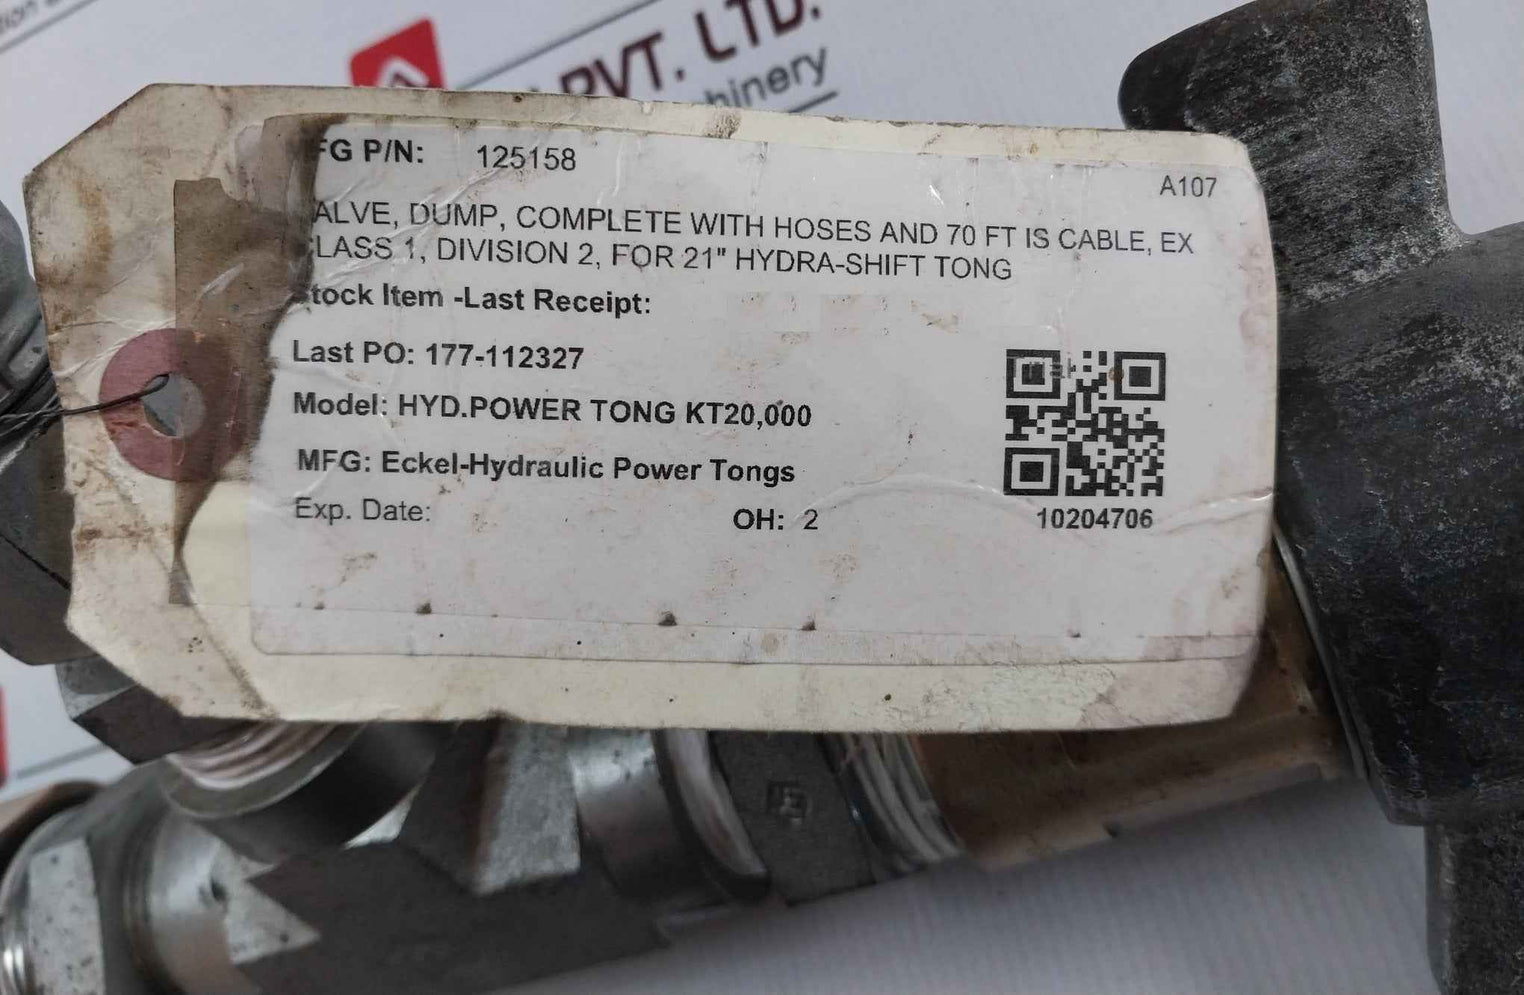 PVT. LTD.
hinery
FG P/N: 125158
A107
ALVE, DUMP, COMPLETE WITH HOSES AND 70 FT IS CABLE, EX
LASS 1, DIVISION 2, FOR 21" HYDRA-SHIFT TONG
tock Item -Last Receipt:
Last PO: 177-112327
Model: HYD.POWER TONG KT20,000
MFG: Eckel-Hydraulic Power Tongs
Exp. Date:
OH: 2
10204706
E